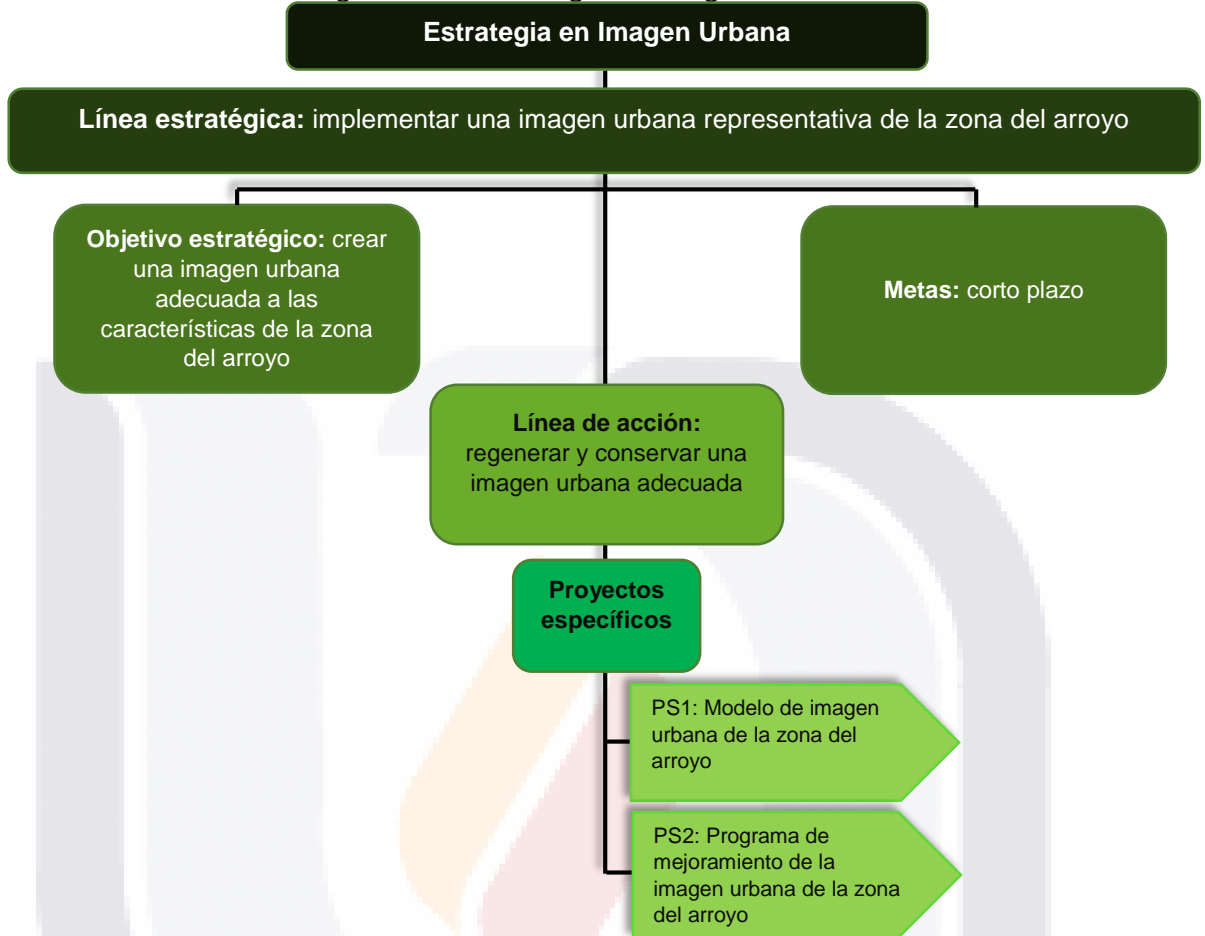 Estrategia en Imagen Urbana
Línea estratégica: implementar una imagen urbana representativa de la zona del arroyo
Objetivo estratégico: crear
una imagen urbana
adecuada a las
características de la zona
del arroyo
Metas: corto plazo
Línea de acción:
regenerar y conservar una
imagen urbana adecuada
Proyectos
específicos
PS1: Modelo de imagen
urbana de la zona del
arroyo
PS2: Programa de
mejoramiento de la
imagen urbana de la zona
del arroyo